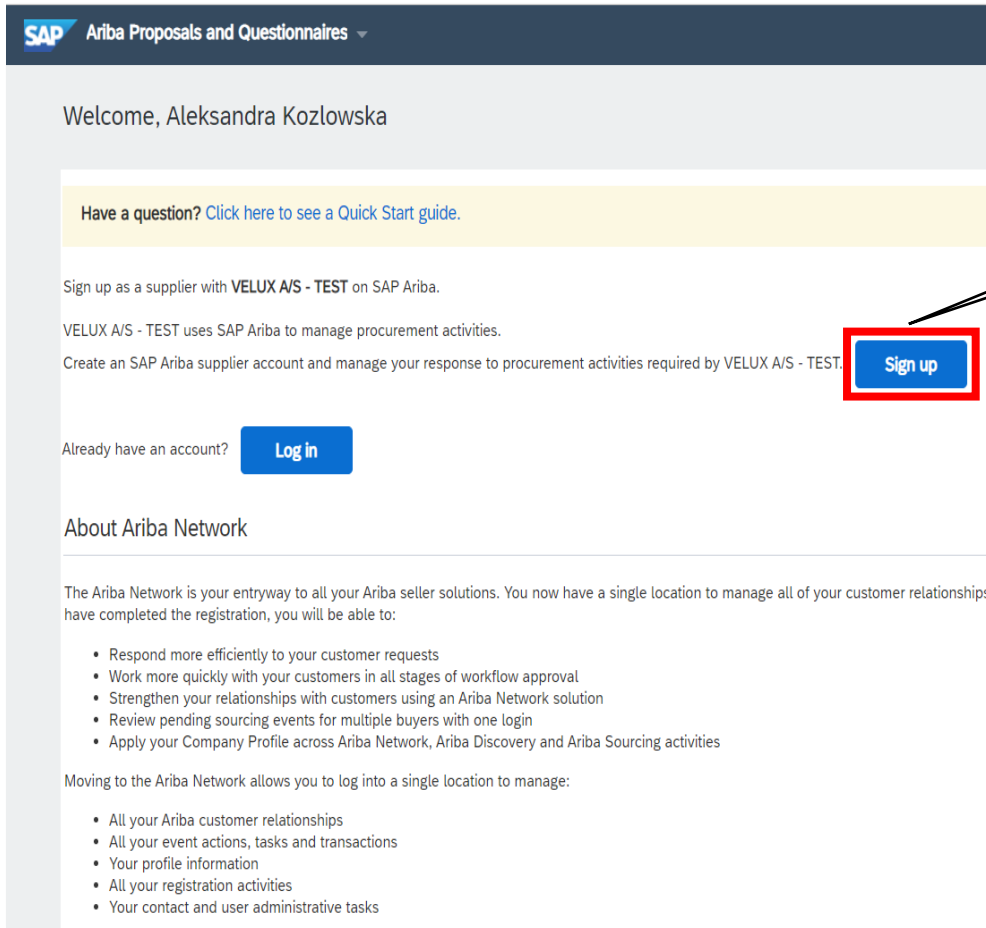 SAP Ariba Proposals and Questionnaires
Welcome, Aleksandra Kozlowska
Have a question? Click here to see a Quick Start guide.
Sign up as a supplier with VELUX A/S - TEST on SAP Ariba.
VELUX A/S - TEST uses SAP Ariba to manage procurement activities.
Create an SAP Ariba supplier account and manage your response to procurement activities required by VELUX A/S - TEST. Sign up
Already have an account? Log in
About Ariba Network
The Ariba Network is your entryway to all your Ariba seller solutions. You now have a single location to manage all of your customer relationships
have completed the registration, you will be able to:
• Respond more efficiently to your customer requests
• Work more quickly with your customers in all stages of workflow approval
• Strengthen your relationships with customers using an Ariba Network solution
• Review pending sourcing events for multiple buyers with one login
• Apply your Company Profile across Ariba Network, Ariba Discovery and Ariba Sourcing activities
Moving to the Ariba Network allows you to log into a single location to manage:
• All your Ariba customer relationships
• All your event actions, tasks and transactions
• Your profile information
• All your registration activities
• Your contact and user administrative tasks